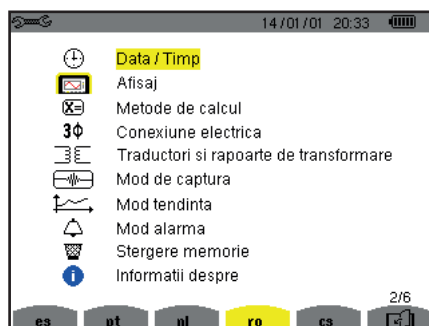 14/01/01 20:33
Data / Timp
Afisaj
X= Metode de calcul
3Φ Conexiune electrica
Traductori si rapoarte de transformare
Mod de captura
Mod tendinta
Mod alarma
Stergere memorie
i Informatii despre
2/6
es pt nl ro cs